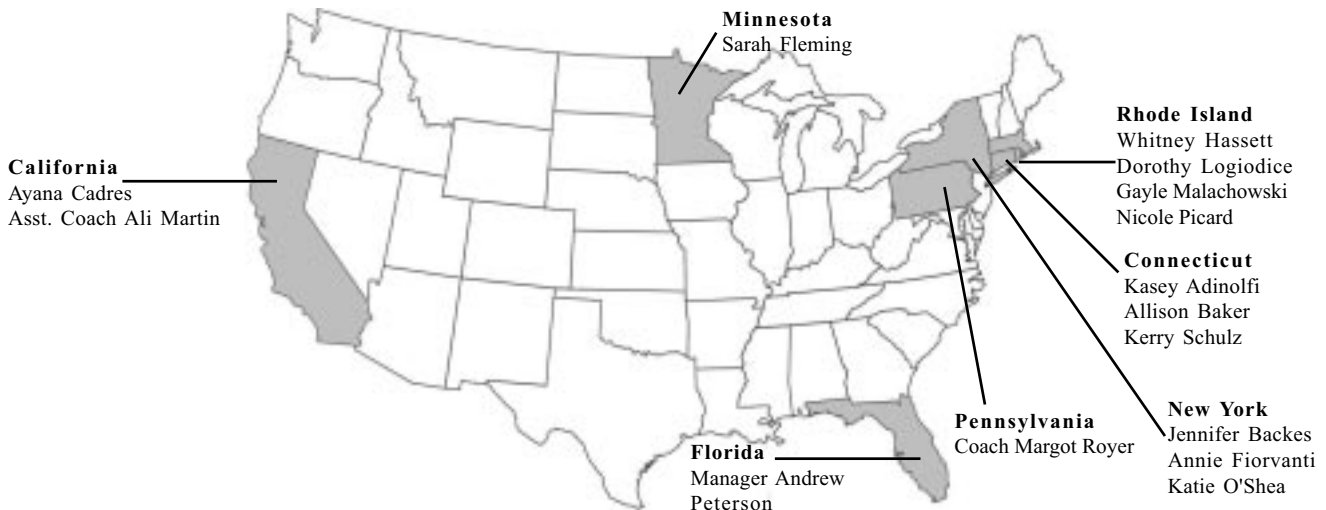 Minnesota
Sarah Fleming
Rhode Island
Whitney Hassett
Dorothy Logiodice
Gayle Malachowski
Nicole Picard
California
Ayana Cadres
Asst. Coach Ali Martin
Connecticut
Kasey Adinolfi
Allison Baker
Kerry Schulz
New York
Jennifer Backes
Annie Fiorvanti
Katie O'Shea
Pennsylvania
Coach Margot Royer
Florida
Manager Andrew
Peterson